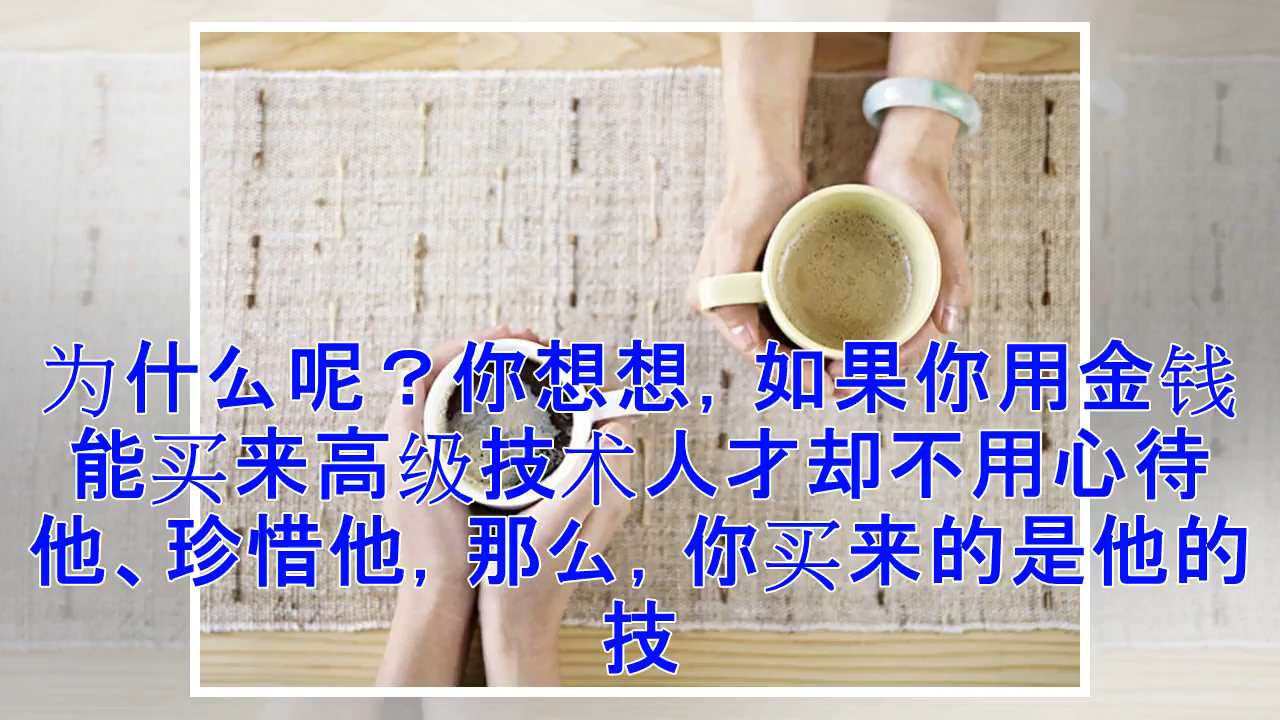 为什么呢？你想想，如果你用金钱
能买来高级技术人才却不用心待
他、珍惜他，那么，你买来的是他的
技